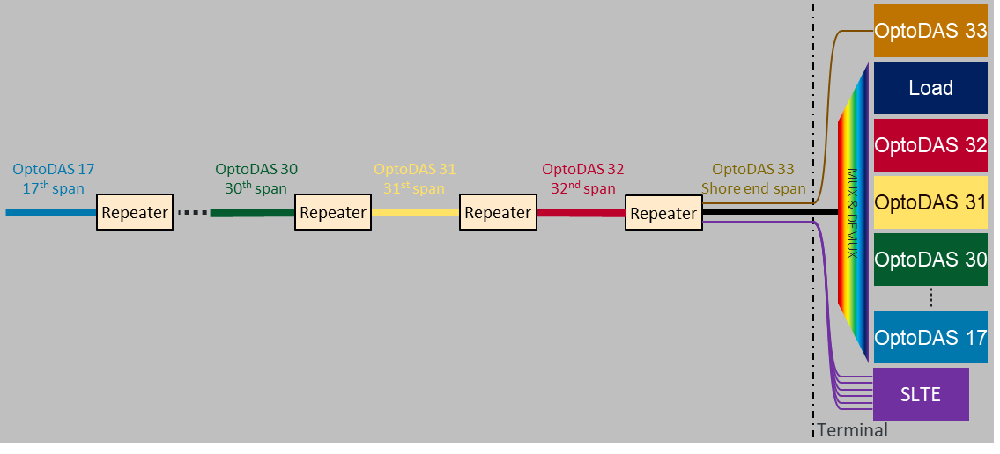 OptoDAS 33
Load
OptoDAS 32
OptoDAS 31
OptoDAS 30
OptoDAS 17
SLTE
MUX & DEMUX
Terminal
OptoDAS 17
17th span
OptoDAS 30
30th span
OptoDAS 31
31st span
OptoDAS 32
32nd span
OptoDAS 33
Shore end span
Repeater
Repeater
Repeater
Repeater